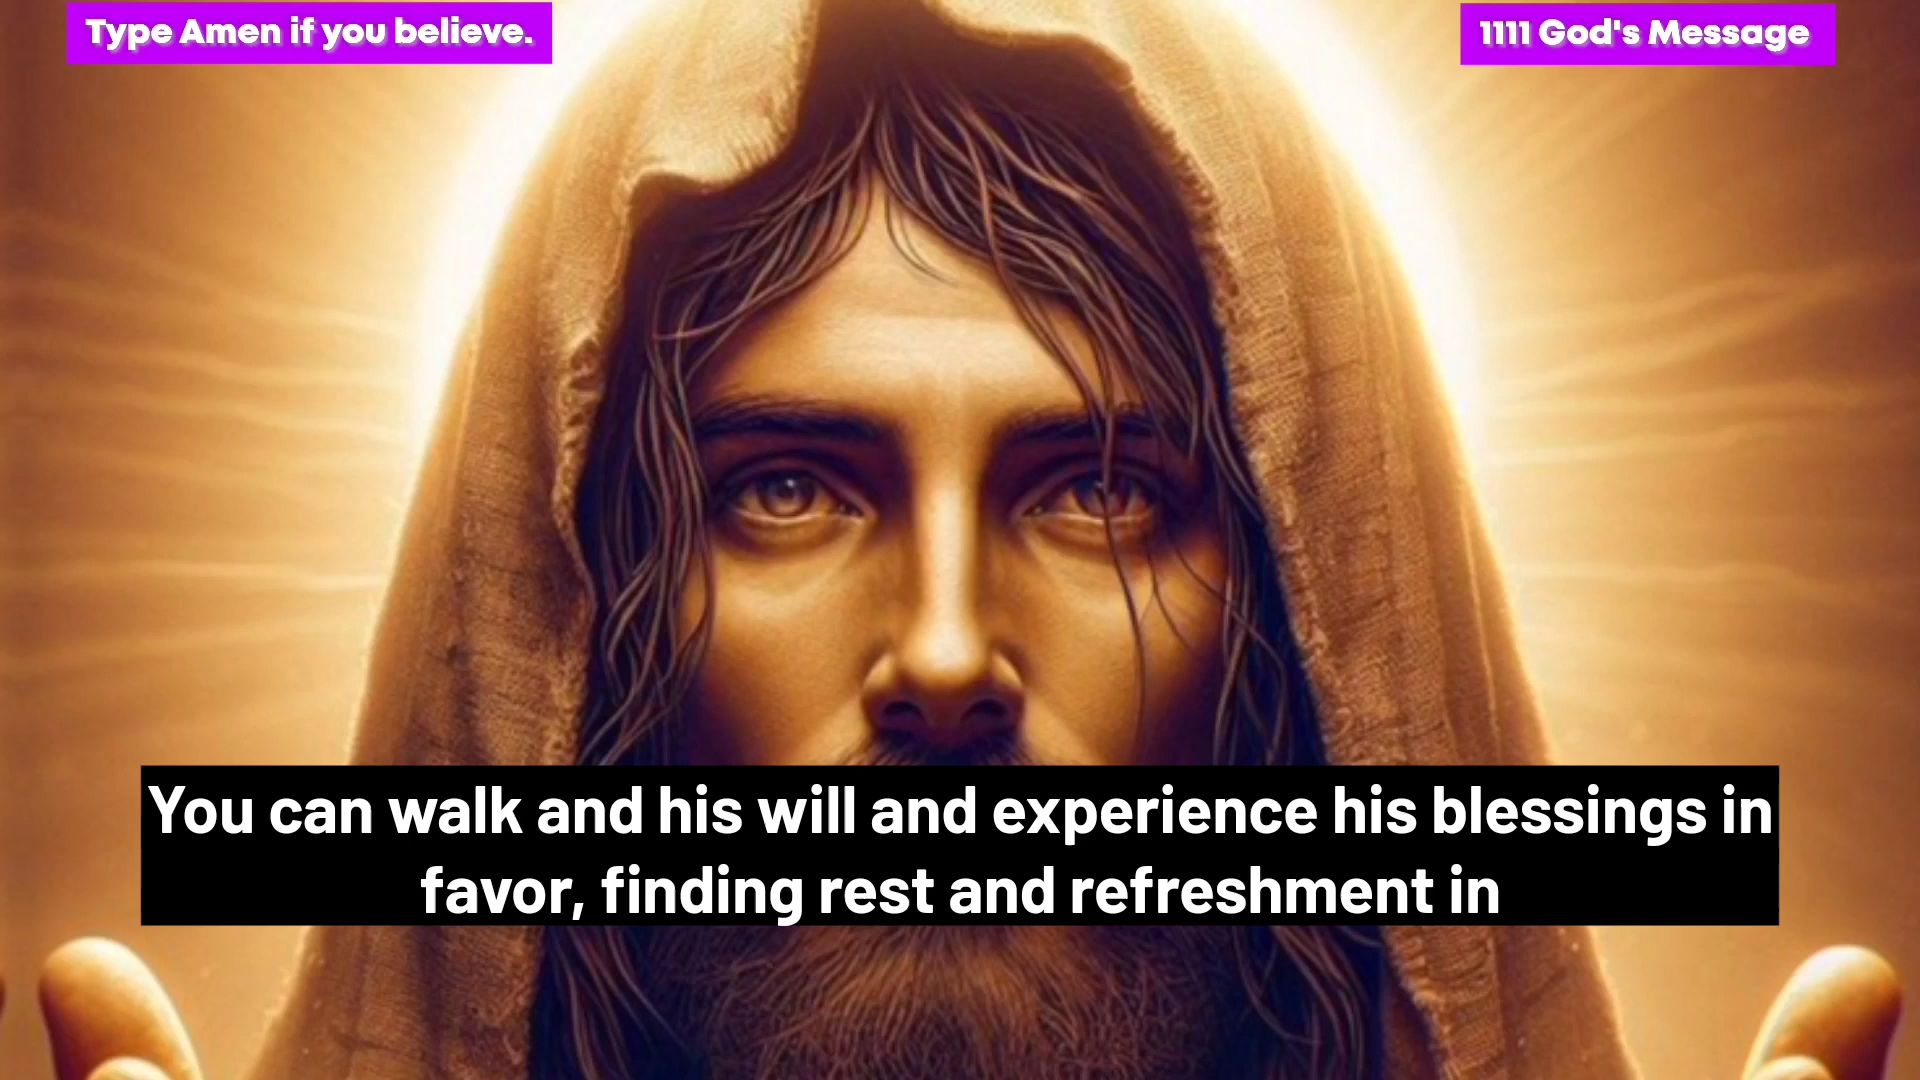 Type Amen if you believe.
1111 God's Message
You can walk and his will and experience his blessings in
favor, finding rest and refreshment in